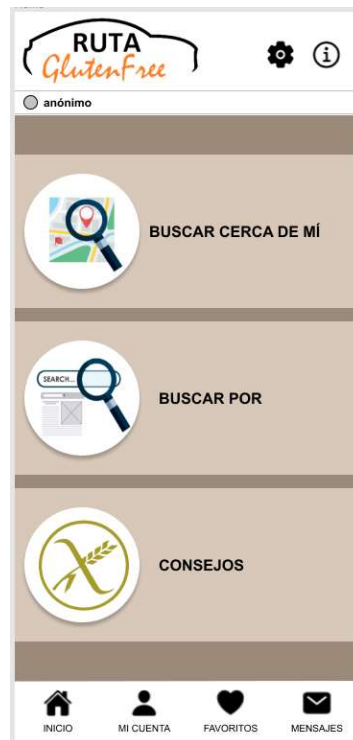 RUTA
GlutenFree
anónimo
BUSCAR CERCA DE MÍ
SEARCH...
BUSCAR POR
CONSEJOS
INICIO
MI CUENTA
FAVORITOS
MENSAJES